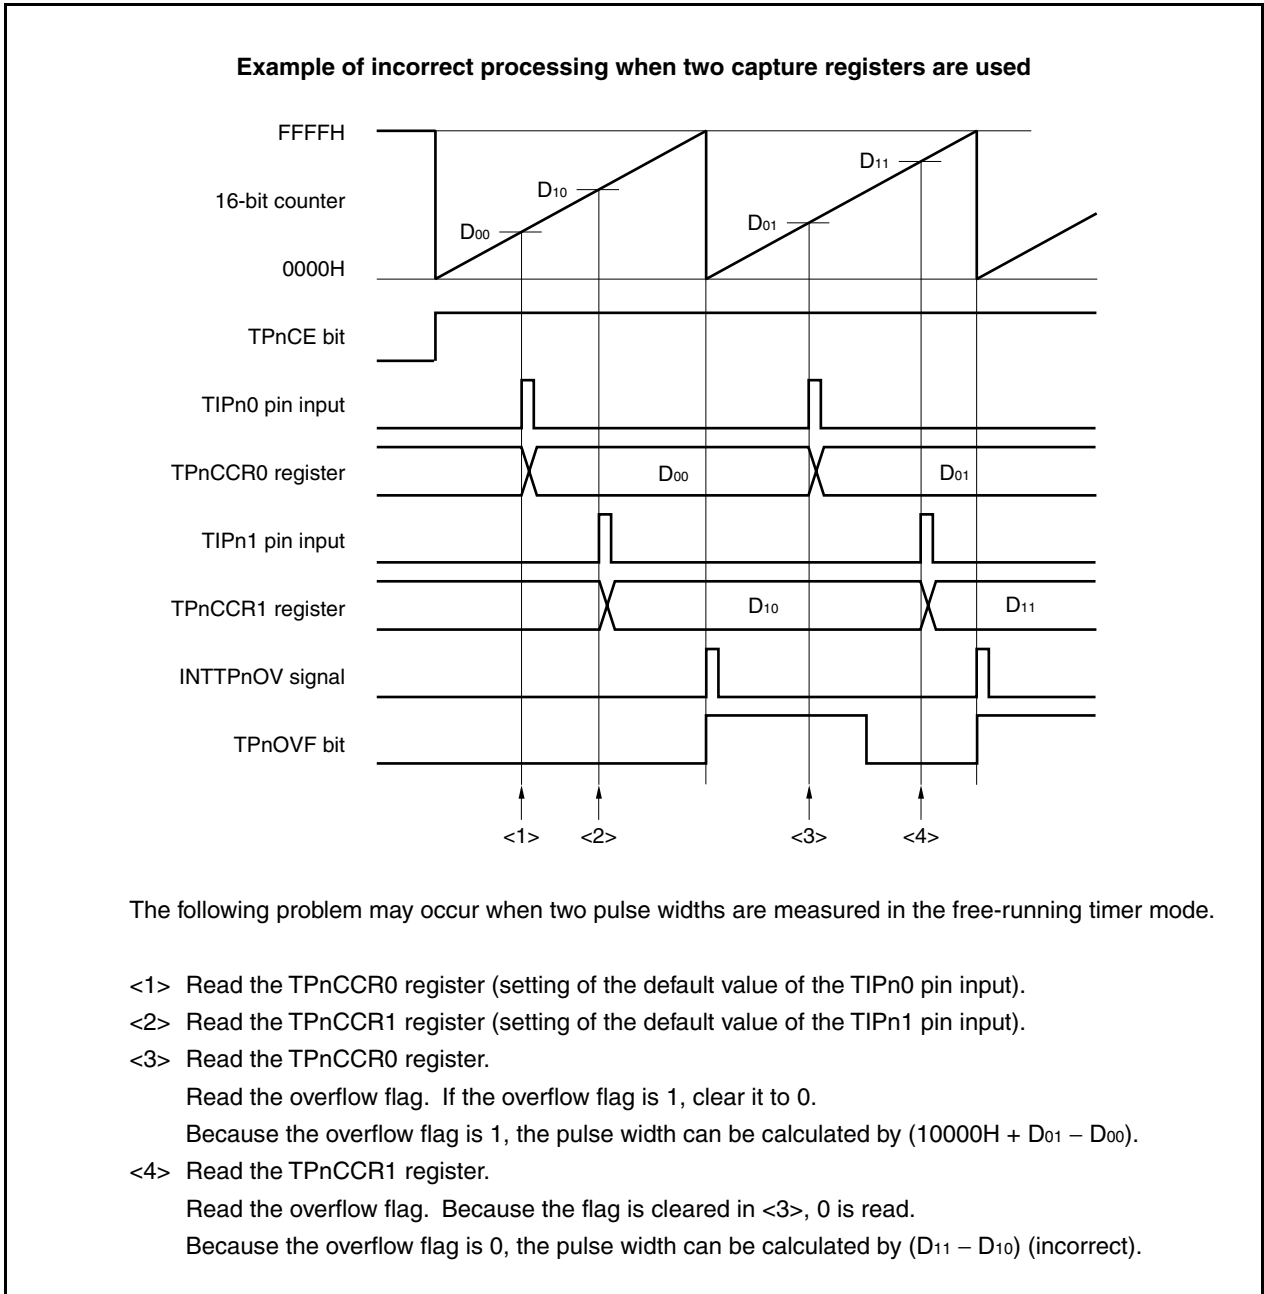 Example of incorrect processing when two capture registers are used
FFFFH
D11
D10
16-bit counter
D01
D00
0000H
TPnCE bit
TIPn0 pin input
TPnCCR0 register
D00
D01
TIPn1 pin input
TPnCCR1 register
D10
D11
INTTPnOV signal
TPnOVF bit
<1> <2> <3> <4>
The following problem may occur when two pulse widths are measured in the free-running timer mode.
<1> Read the TPnCCR0 register (setting of the default value of the TIPn0 pin input).
<2> Read the TPnCCR1 register (setting of the default value of the TIPn1 pin input).
<3> Read the TPnCCR0 register.
Read the overflow flag. If the overflow flag is 1, clear it to 0.
Because the overflow flag is 1, the pulse width can be calculated by (10000H + D01 − D00).
<4> Read the TPnCCR1 register.
Read the overflow flag. Because the flag is cleared in <3>, 0 is read.
Because the overflow flag is 0, the pulse width can be calculated by (D11 − D10) (incorrect).